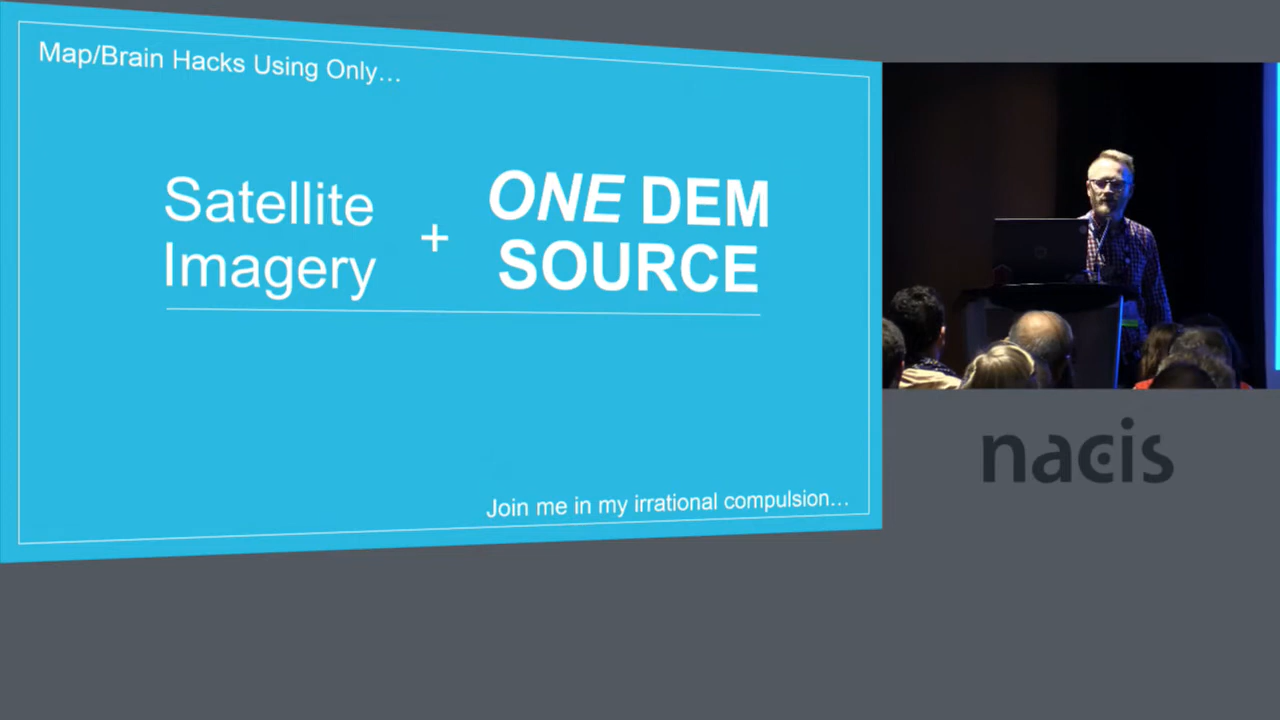 Map/Brain Hacks Using Only…
Satellite
Imagery
+
ONE DEM
SOURCE
Join me in my irrational compulsion…
nacis